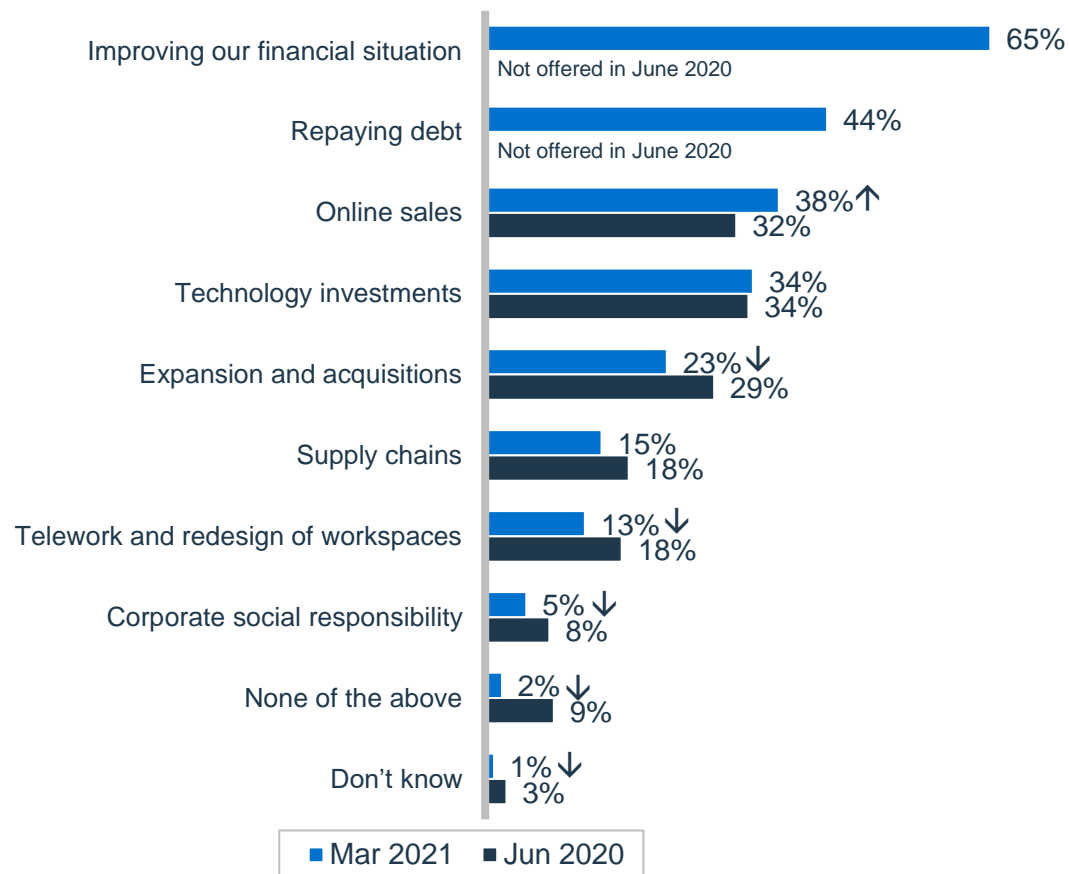 Improving our financial situation
65%
Not offered in June 2020
Repaying debt
44%
Not offered in June 2020
Online sales
38%↑
32%
Technology investments
34%
34%
Expansion and acquisitions
23%↓
29%
Supply chains
15%
18%
Telework and redesign of workspaces
13%↓
18%
Corporate social responsibility
5%↓
8%
None of the above
2%↓
9%
Don’t know
1%↓
3%
Mar 2021 Jun 2020